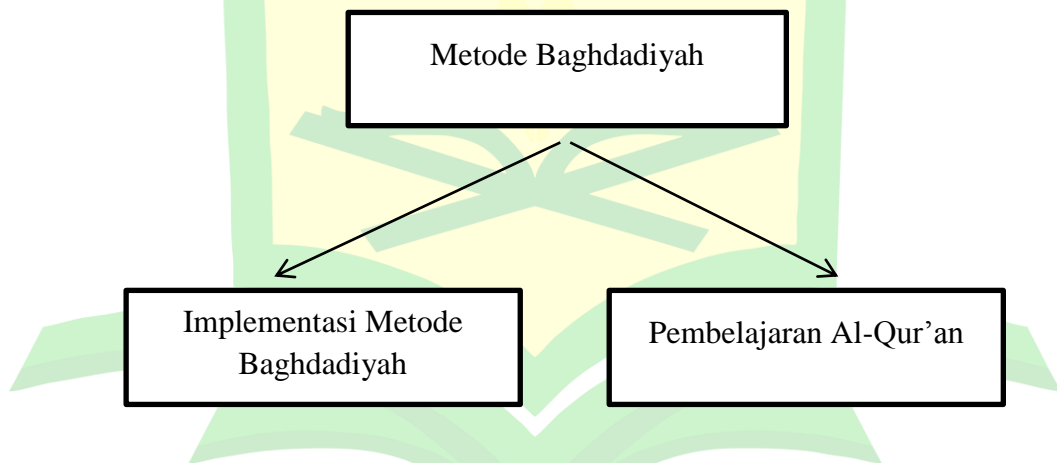 Metode Baghdadiyah
Implementasi Metode
Baghdadiyah
Pembelajaran Al-Qur’an